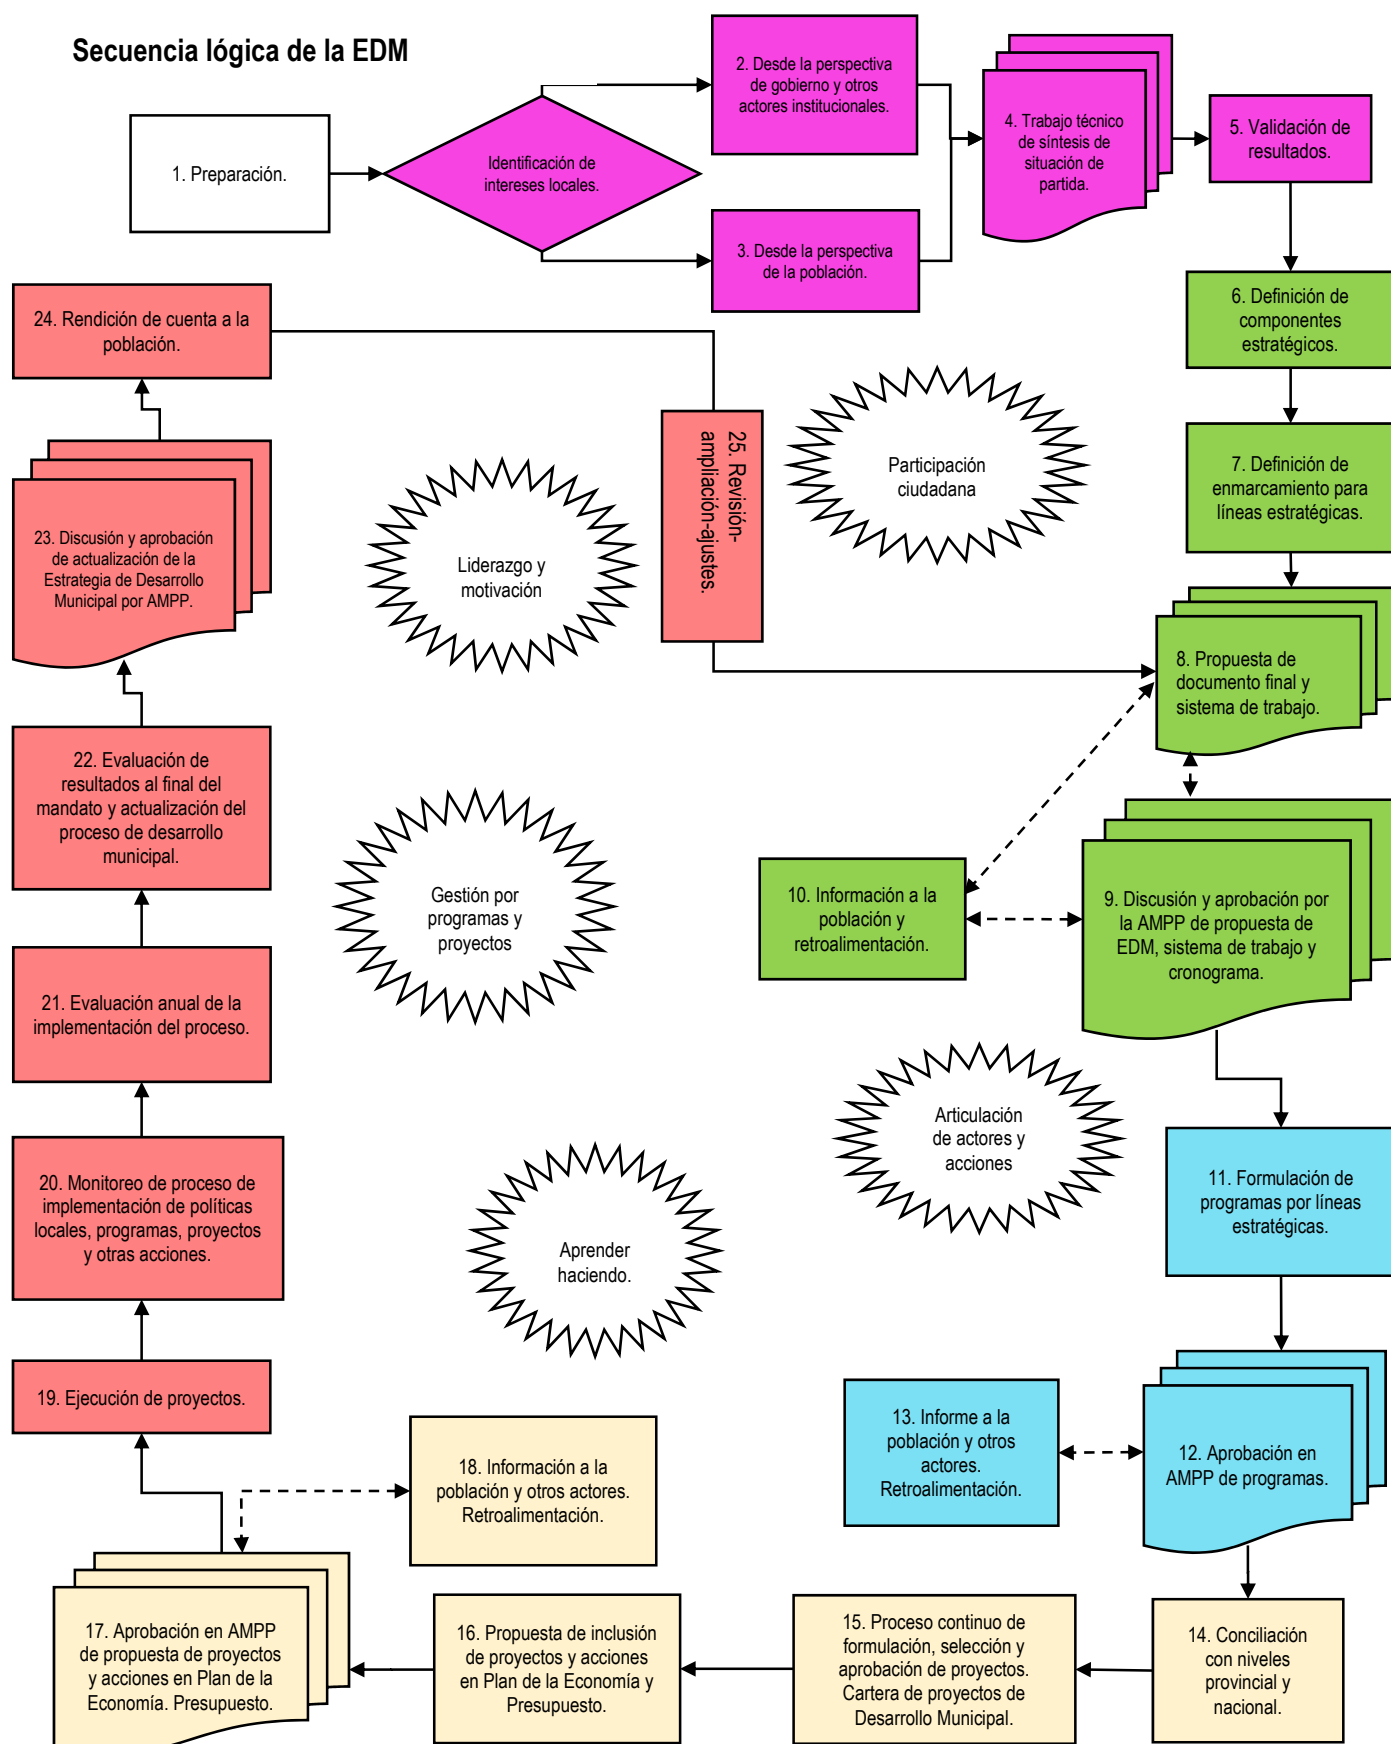 Secuencia lógica de la EDM
1. Preparación.
Identificación de
intereses locales.
2. Desde la perspectiva
de gobierno y otros
actores institucionales.
3. Desde la perspectiva
de la población.
4. Trabajo técnico
de síntesis de
situación de
partida.
5. Validación de
resultados.
6. Definición de
componentes
estratégicos.
7. Definición de
enmarcamiento para
líneas estratégicas.
8. Propuesta de
documento final y
sistema de trabajo.
9. Discusión y aprobación por
la AMPP de propuesta de
EDM, sistema de trabajo y
cronograma.
10. Información a la
población y
retroalimentación.
11. Formulación de
programas por líneas
estratégicas.
12. Aprobación en
AMPP de programas.
13. Informe a la
población y otros
actores.
Retroalimentación.
14. Conciliación
con niveles
provincial y
nacional.
15. Proceso continuo de
formulación, selección y
aprobación de proyectos.
Cartera de proyectos de
Desarrollo Municipal.
16. Propuesta de inclusión
de proyectos y acciones
en Plan de la Economía y
Presupuesto.
17. Aprobación en AMPP
de propuesta de proyectos
y acciones en Plan de la
Economía. Presupuesto.
18. Información a la
población y otros actores.
Retroalimentación.
19. Ejecución de proyectos.
20. Monitoreo de proceso de
implementación de políticas
locales, programas, proyectos
y otras acciones.
21. Evaluación anual de la
implementación del proceso.
22. Evaluación de
resultados al final del
mandato y actualización del
proceso de desarrollo
municipal.
23. Discusión y aprobación
de actualización de la
Estrategia de Desarrollo
Municipal por AMPP.
24. Rendición de cuenta a la
población.
25. Revisión-
ampliación-ajustes.
Participación
ciudadana
Liderazgo y
motivación
Gestión por
programas y
proyectos
Articulación
de actores y
acciones
Aprender
haciendo.